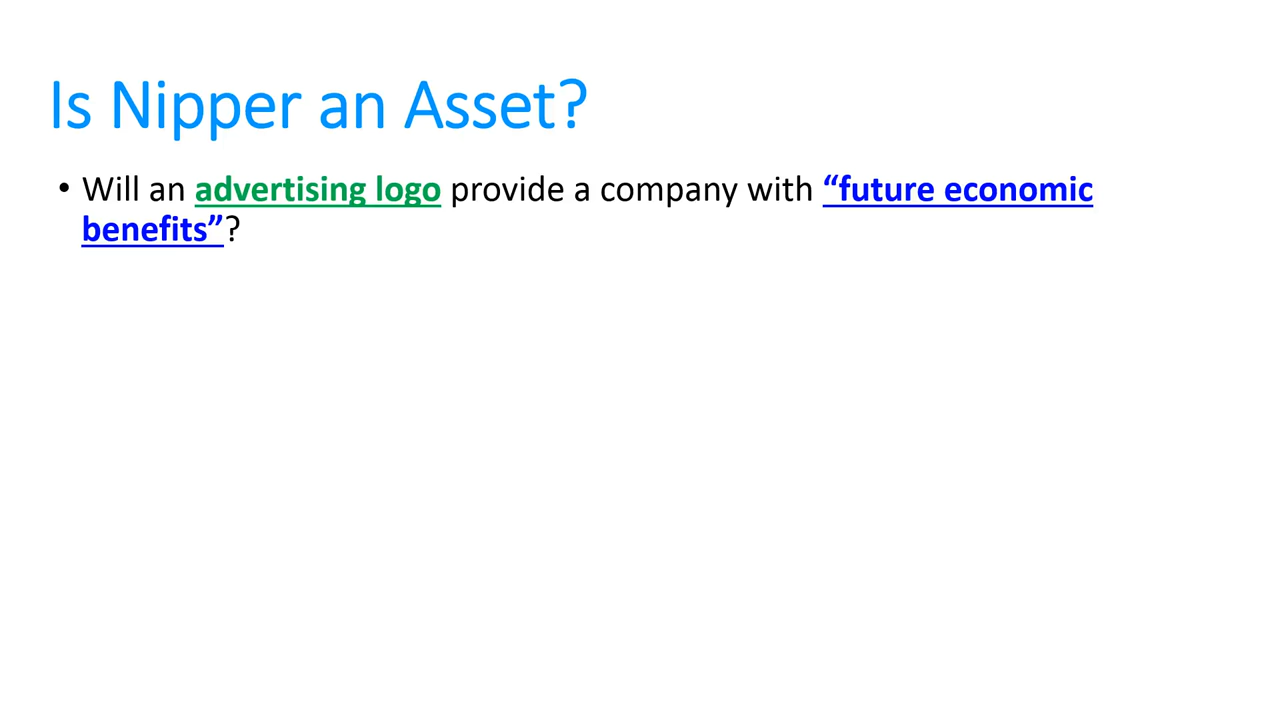 Is Nipper an Asset?
• Will an advertising logo provide a company with “future economic
benefits”?